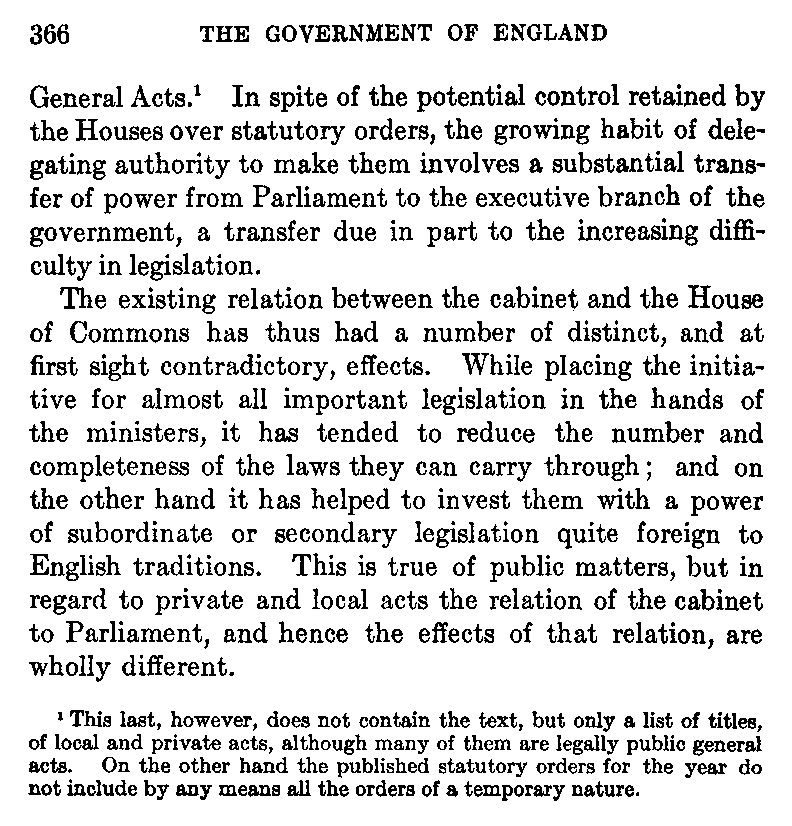 366 THE GOVERNMENT OF ENGLAND
General Acts.¹ In spite of the potential control retained by
the Houses over statutory orders, the growing habit of dele-
gating authority to make them involves a substantial trans-
fer of power from Parliament to the executive branch of the
government, a transfer due in part to the increasing diffi-
culty in legislation.
The existing relation between the cabinet and the House
of Commons has thus had a number of distinct, and at
first sight contradictory, effects. While placing the initia-
tive for almost all important legislation in the hands of
the ministers, it has tended to reduce the number and
completeness of the laws they can carry through; and on
the other hand it has helped to invest them with a power
of subordinate or secondary legislation quite foreign to
English traditions. This is true of public matters, but in
regard to private and local acts the relation of the cabinet
to Parliament, and hence the effects of that relation, are
wholly different.
¹ This last, however, does not contain the text, but only a list of titles,
of local and private acts, although many of them are legally public general
acts. On the other hand the published statutory orders for the year do
not include by any means all the orders of a temporary nature.